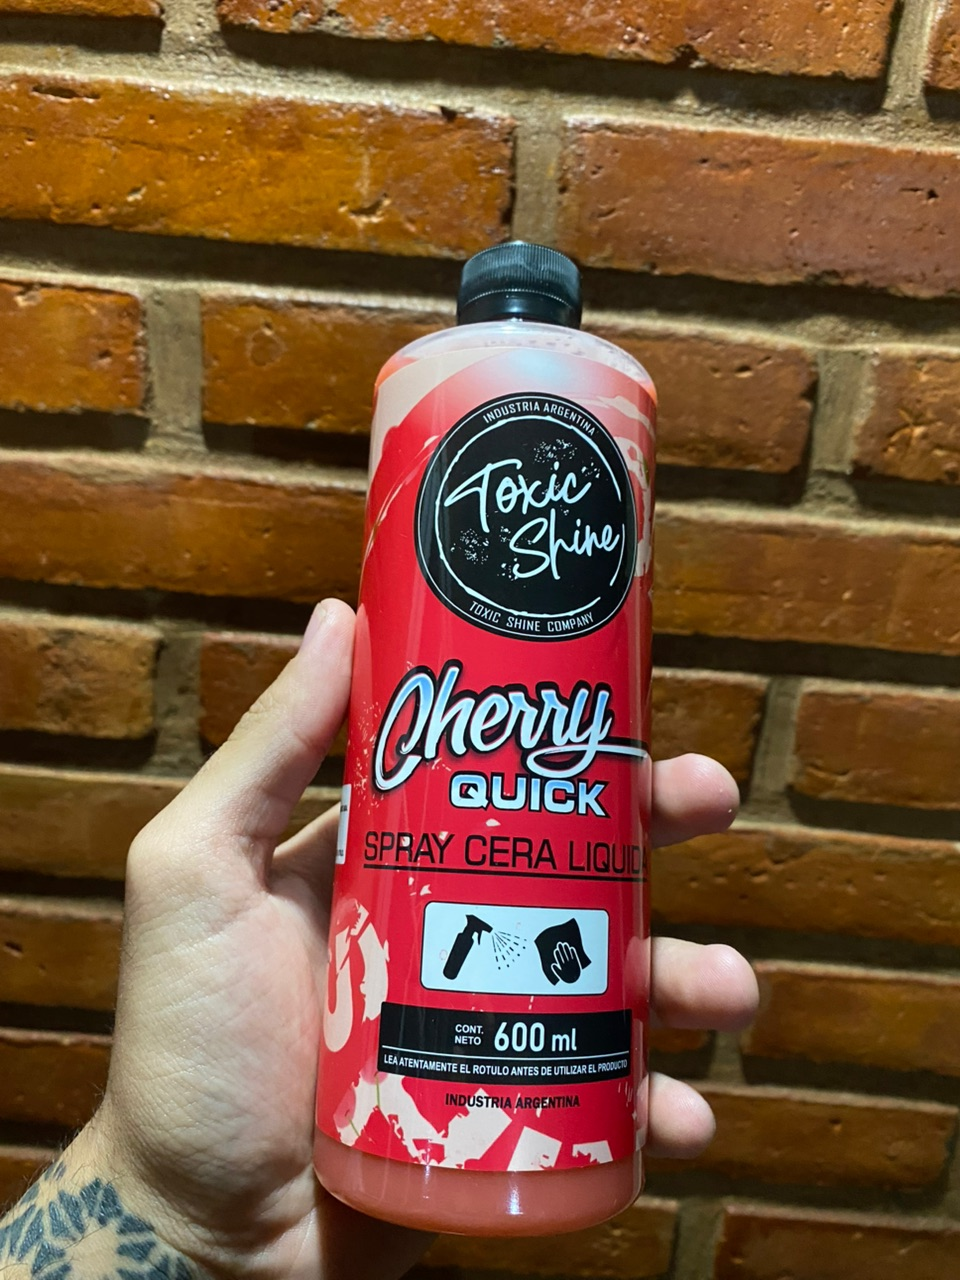 INDUSTRIA ARGENTINA
Toxic
Shine
TOXIC SHINE COMPANY
Cherry
QUICK
SPRAY CERA LIQUIDA
CONT.
NETO
600 ml
LEA ATENTAMENTE EL ROTULO ANTES DE UTILIZAR EL PRODUCTO
INDUSTRIA ARGENTINA